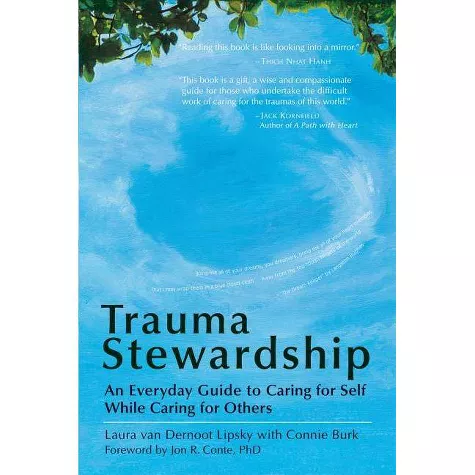 "Reading this book is like looking into a mirror."
–Thich Nhat Hanh
"This book is a gift, a wise and compassionate
guide for those who undertake the difficult
work of caring for the traumas of this world."
–Jack Kornfield
Author of A Path with Heart
Trauma
Stewardship
An Everyday Guide to Caring for Self
While Caring for Others
Laura van Dernoot Lipsky with Connie Burk
Foreword by Jon R. Conte, PhD